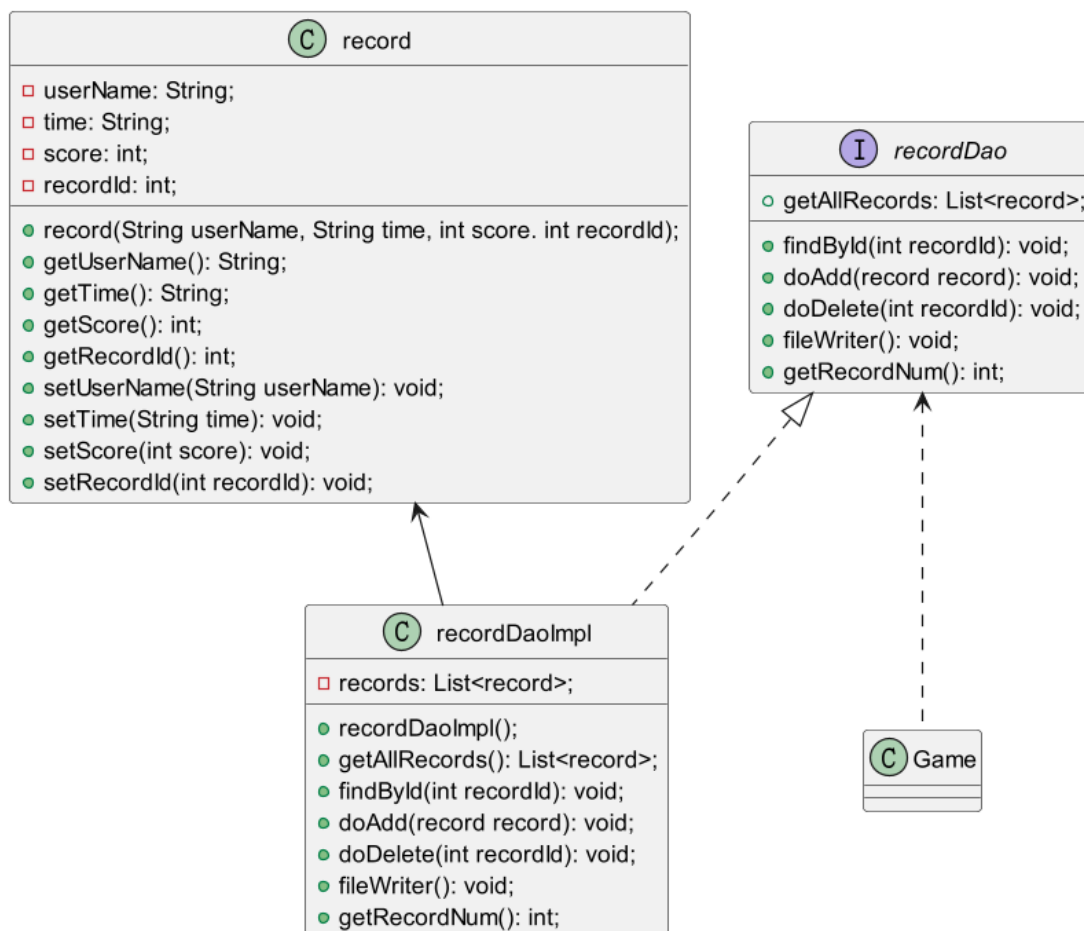 C record
userName: String;
time: String;
score: int;
recordId: int;
record(String userName, String time, int score. int recordId);
getUserName(): String;
getTime(): String;
getScore(): int;
getRecordId(): int;
setUserName(String userName): void;
setTime(String time): void;
setScore(int score): void;
setRecordId(int recordId): void;
I recordDao
getAllRecords: List<record>;
findById(int recordId): void;
doAdd(record record): void;
doDelete(int recordId): void;
fileWriter(): void;
getRecordNum(): int;
C recordDaoImpl
records: List<record>;
recordDaoImpl();
getAllRecords(): List<record>;
findById(int recordId): void;
doAdd(record record): void;
doDelete(int recordId): void;
fileWriter(): void;
getRecordNum(): int;
C Game